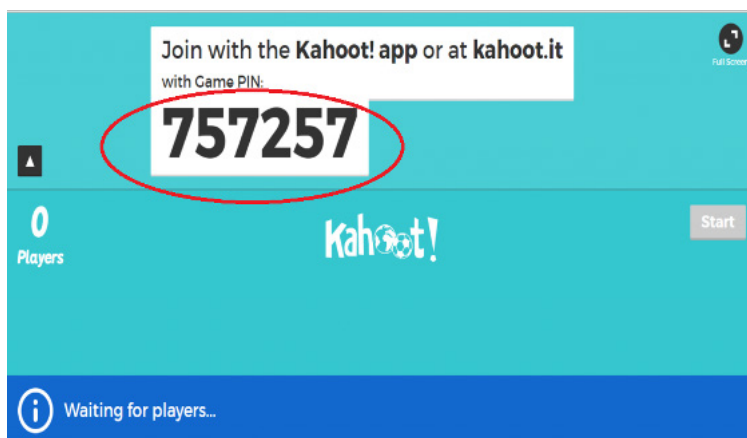 Join with the Kahoot! app or at kahoot.it
with Game PIN:
757257
Full Screen
0
Players
Kahoot!
Start
Waiting for players...